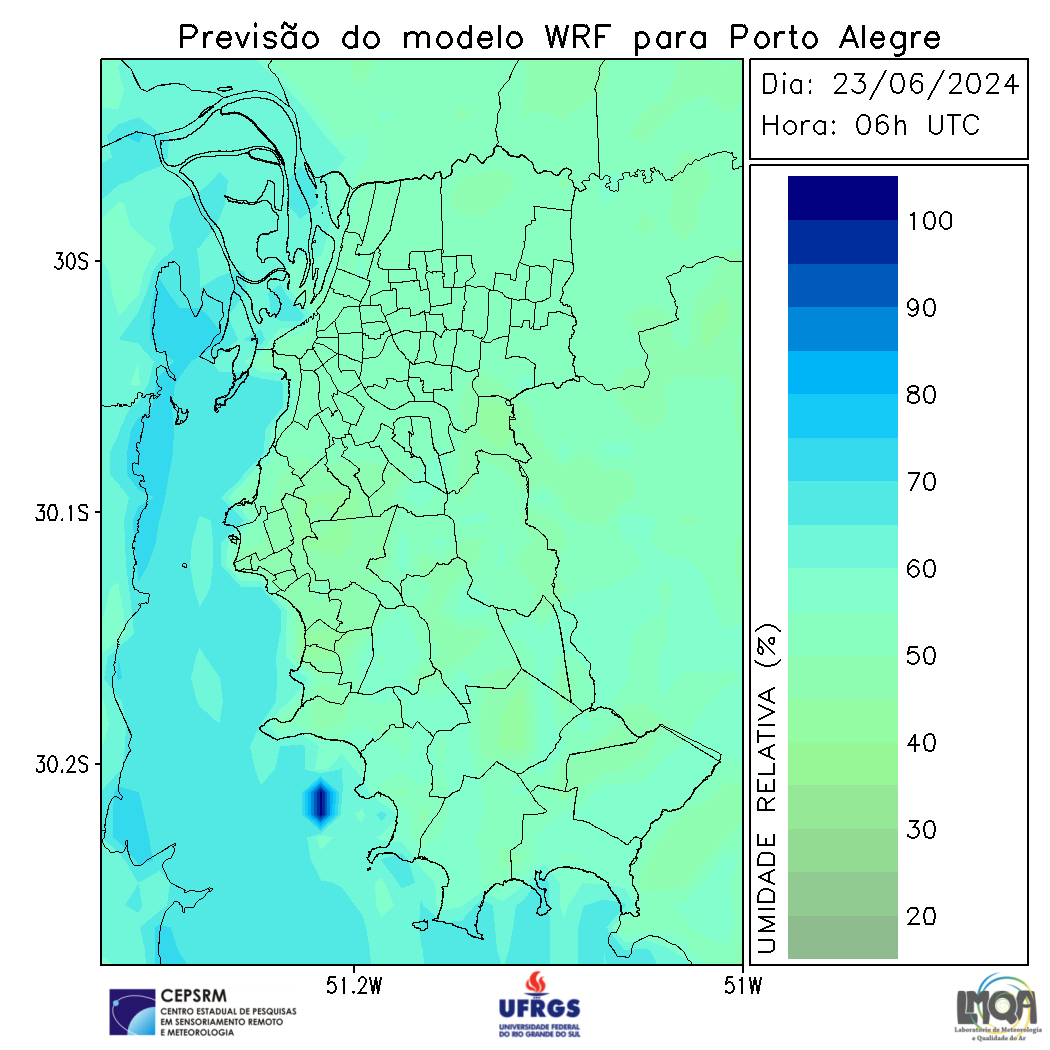 Previsão do modelo WRF para Porto Alegre
Dia: 23/06/2024
Hora: 06h UTC
30S
30.1S
30.2S
51.2W
51W
UMIDADE RELATIVA (%)
100
90
80
70
60
50
40
30
20
CEPSRM
CENTRO ESTADUAL DE PESQUISAS
EM SENSORIAMENTO REMOTO
E METEOROLOGIA
UFRGS
UNIVERSIDADE FEDERAL
DO RIO GRANDE DO SUL
LMQA
Laboratório de Meteorologia
e Qualidade do Ar